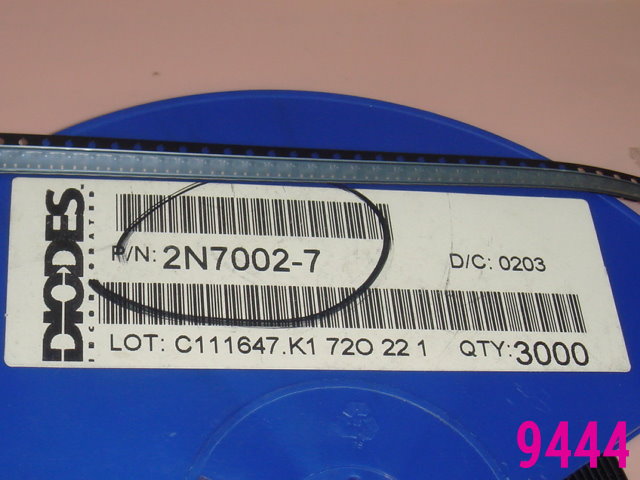 DIODES
INCORPORATED
P/N: 2N7002-7
D/C: 0203
LOT: C111647.K1 72O 22 1
QTY: 3000
9444